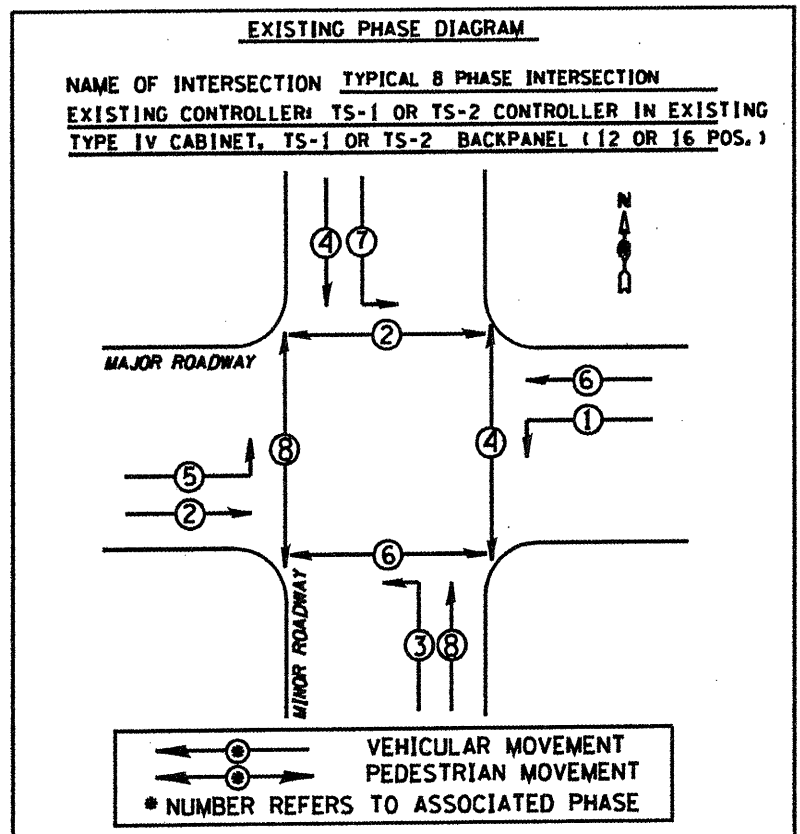 EXISTING PHASE DIAGRAM
NAME OF INTERSECTION TYPICAL 8 PHASE INTERSECTION
EXISTING CONTROLLER: TS-1 OR TS-2 CONTROLLER IN EXISTING
TYPE IV CABINET, TS-1 OR TS-2 BACKPANEL (12 OR 16 POS.)
N
4 7
2
MAJOR ROADWAY
6
1
8
4
5
2
6
MINOR ROADWAY
3 8
* VEHICULAR MOVEMENT
* PEDESTRIAN MOVEMENT
* NUMBER REFERS TO ASSOCIATED PHASE